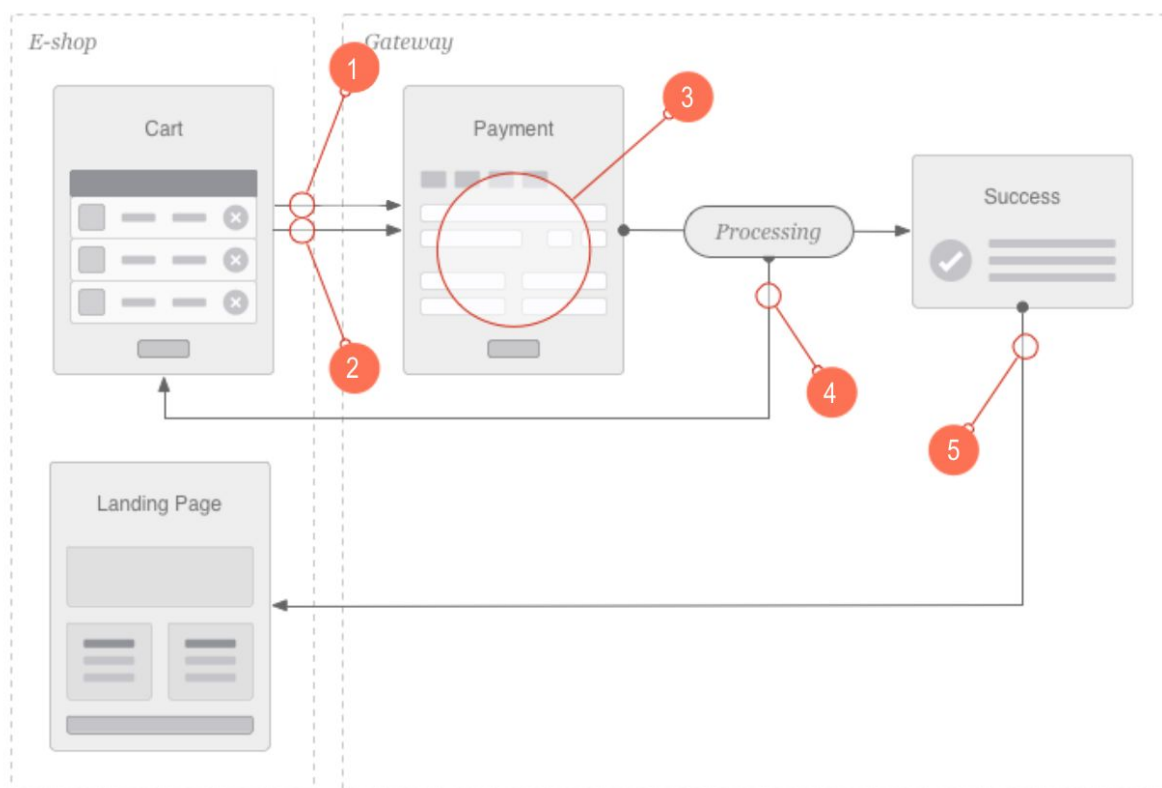 E-shop
Gateway
1
3
Cart
Payment
Success
Processing
2
4
5
Landing Page